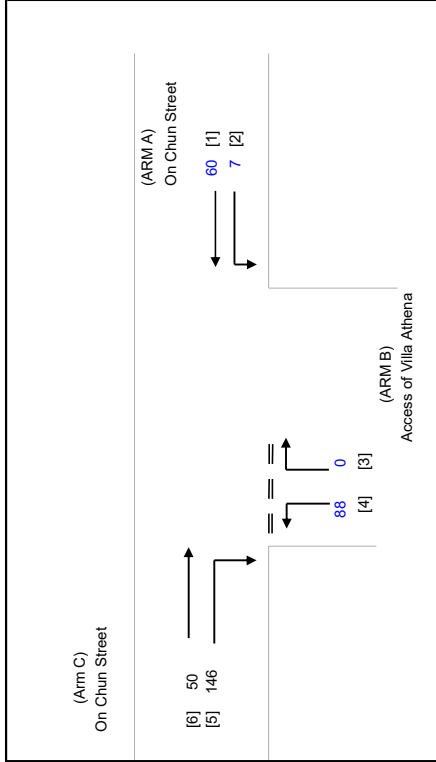 (Arm C)
On Chun Street
[6] 50
[5] 146
(ARM A)
On Chun Street
60 [1]
7 [2]
88
[4]
0
[3]
(ARM B)
Access of Villa Athena